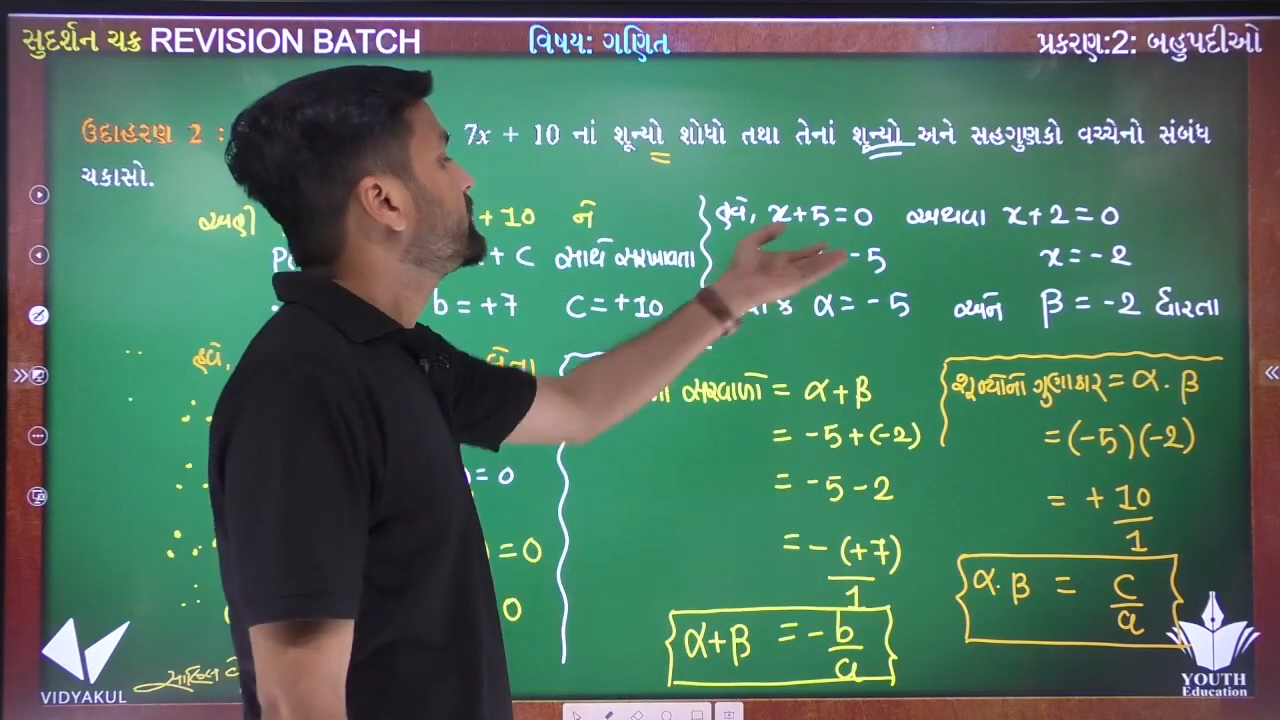 સુદર્શન ચક્ર REVISION BATCH
વિષય: ગણિત
પ્રકરણ:2: બહુપદીઓ
ઉદાહરણ 2 : 7x + 10 નાં શૂન્યો શોધો તથા તેનાં શૂન્યો અને સહગુણકો વચ્ચેનો સંબંધ
ચકાસો.
+ 10 ને
+ C સાથે સરખાવતા
b = +7 C = +10
હવે,
= 0
= 0
0
હવે, x+5=0 અથવા x+2=0
-5 x = -2
α = -5 અને β = -2 ધારતા
સરવાળો = α+β
= -5+(-2)
= -5-2
= -(+7)/1
α+β = -b/a
શૂન્યોનો ગુણાકાર = α.β
= (-5)(-2)
= +10/1
α.β = c/a
VIDYAKUL
YOUTH
Education